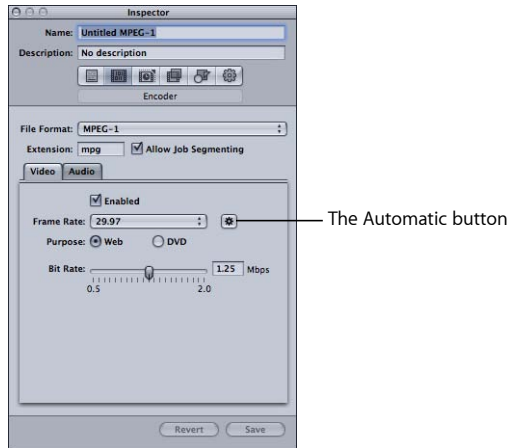 Inspector
Name: Untitled MPEG-1
Description: No description
Encoder
File Format: MPEG-1
Extension: mpg Allow Job Segmenting
Video Audio
Enabled
Frame Rate: 29.97 The Automatic button
Purpose: Web DVD
Bit Rate: 1.25 Mbps
0.5 2.0
Revert Save